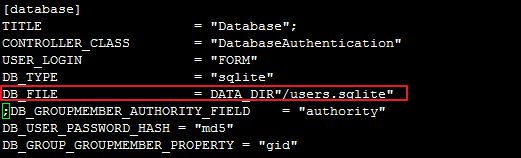 [database]
TITLE = "Database";
CONTROLLER_CLASS = "DatabaseAuthentication"
USER_LOGIN = "FORM"
DB_TYPE = "sqlite"
DB_FILE = DATA_DIR"/users.sqlite"
;DB_GROUPMEMBER_AUTHORITY_FIELD = "authority"
DB_USER_PASSWORD_HASH = "md5"
DB_GROUP_GROUPMEMBER_PROPERTY = "gid"